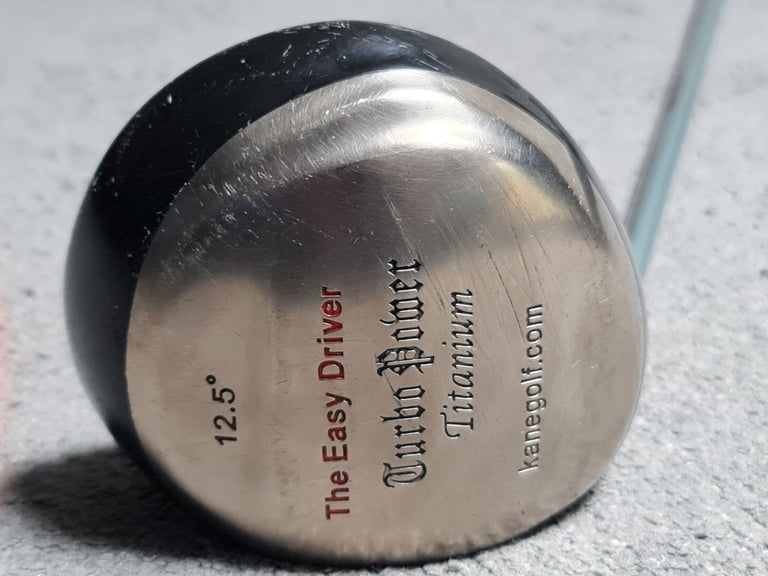 12.5°
The Easy Driver
Turbo Power
Titanium
kanegolf.com